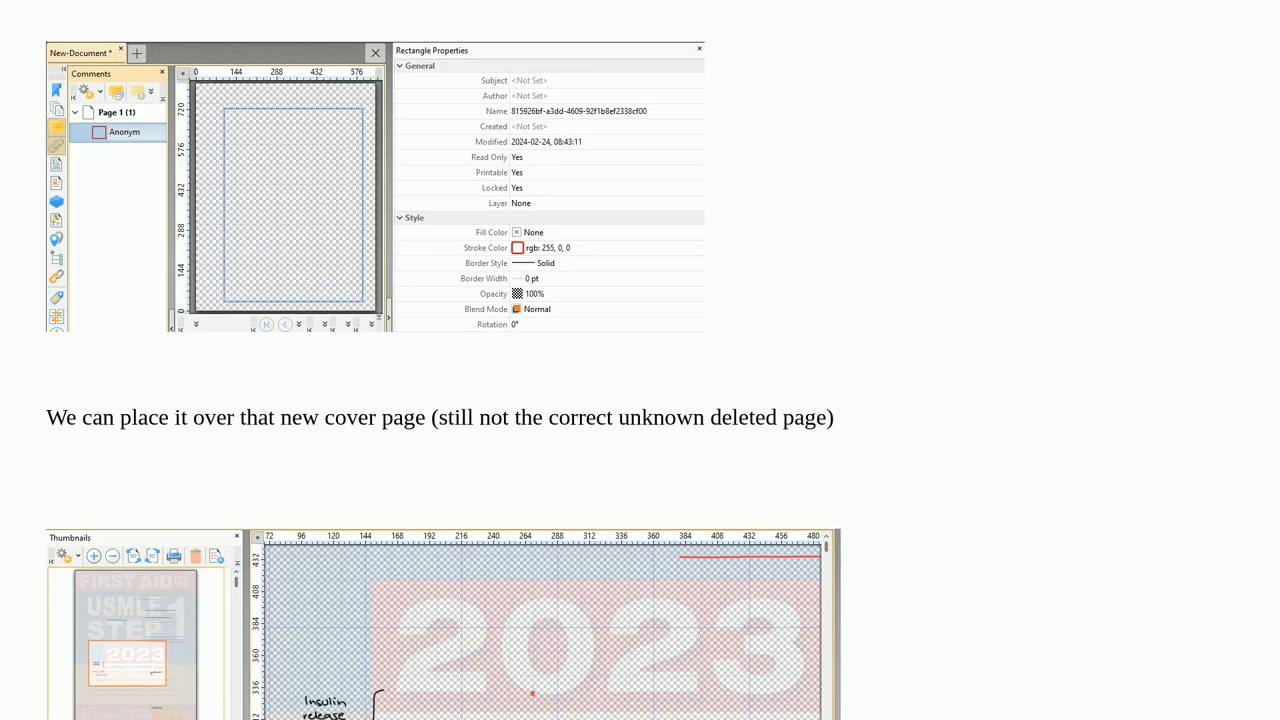 New-Document *
Comments
Page 1 (1)
Anonym
0 144 288 432 576
720
576
432
288
144
0
Rectangle Properties
General
Subject <Not Set>
Author <Not Set>
Name 815926bf-a3dd-4609-92f1b8ef2338cf00
Created <Not Set>
Modified 2024-02-24, 08:43:11
Read Only Yes
Printable Yes
Locked Yes
Layer None
Style
Fill Color None
Stroke Color rgb: 255, 0, 0
Border Style Solid
Border Width 0 pt
Opacity 100%
Blend Mode Normal
Rotation 0°
We can place it over that new cover page (still not the correct unknown deleted page)
Thumbnails
72 96 120 144 168 192 216 240 264 288 312 336 360 384 408 432 456 480
432
408
384
360
336
312
FIRST AID
USMLE
STEP 1
2023
2023
Insulin
release